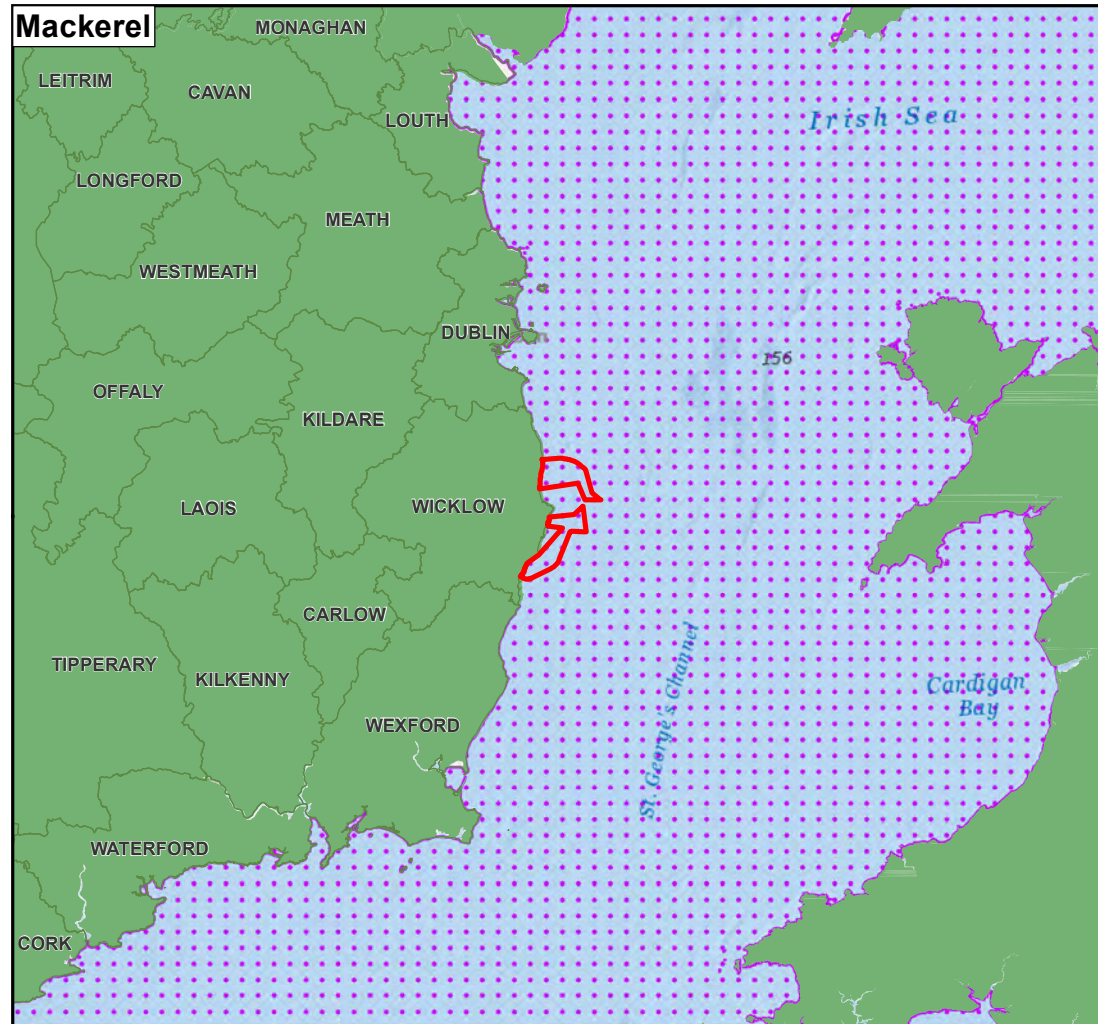 Mackerel
MONAGHAN
LEITRIM
CAVAN
LOUTH
Irish Sea
LONGFORD
MEATH
WESTMEATH
DUBLIN
156
OFFALY
KILDARE
LAOIS
WICKLOW
CARLOW
TIPPERARY
KILKENNY
St. George's Channel
Cardigan
Bay
WEXFORD
WATERFORD
CORK